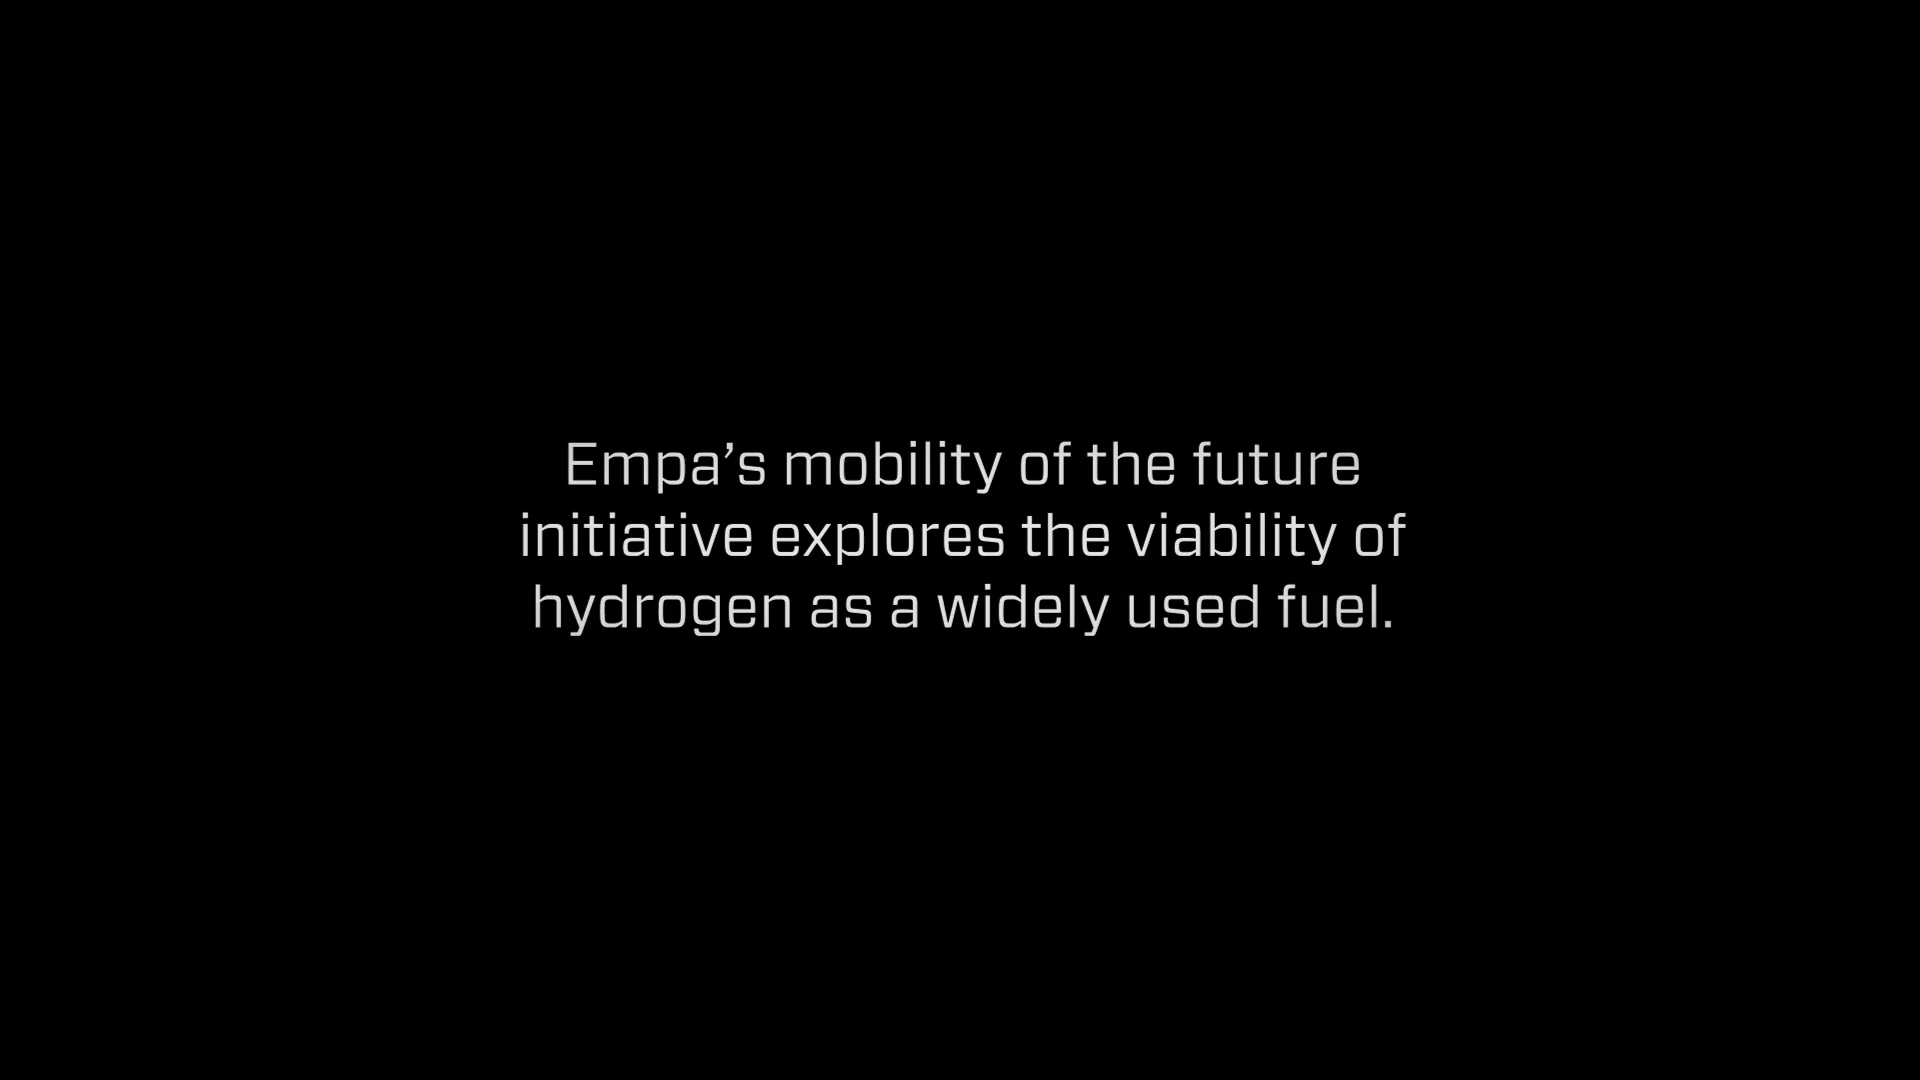 Empa’s mobility of the future
initiative explores the viability of
hydrogen as a widely used fuel.